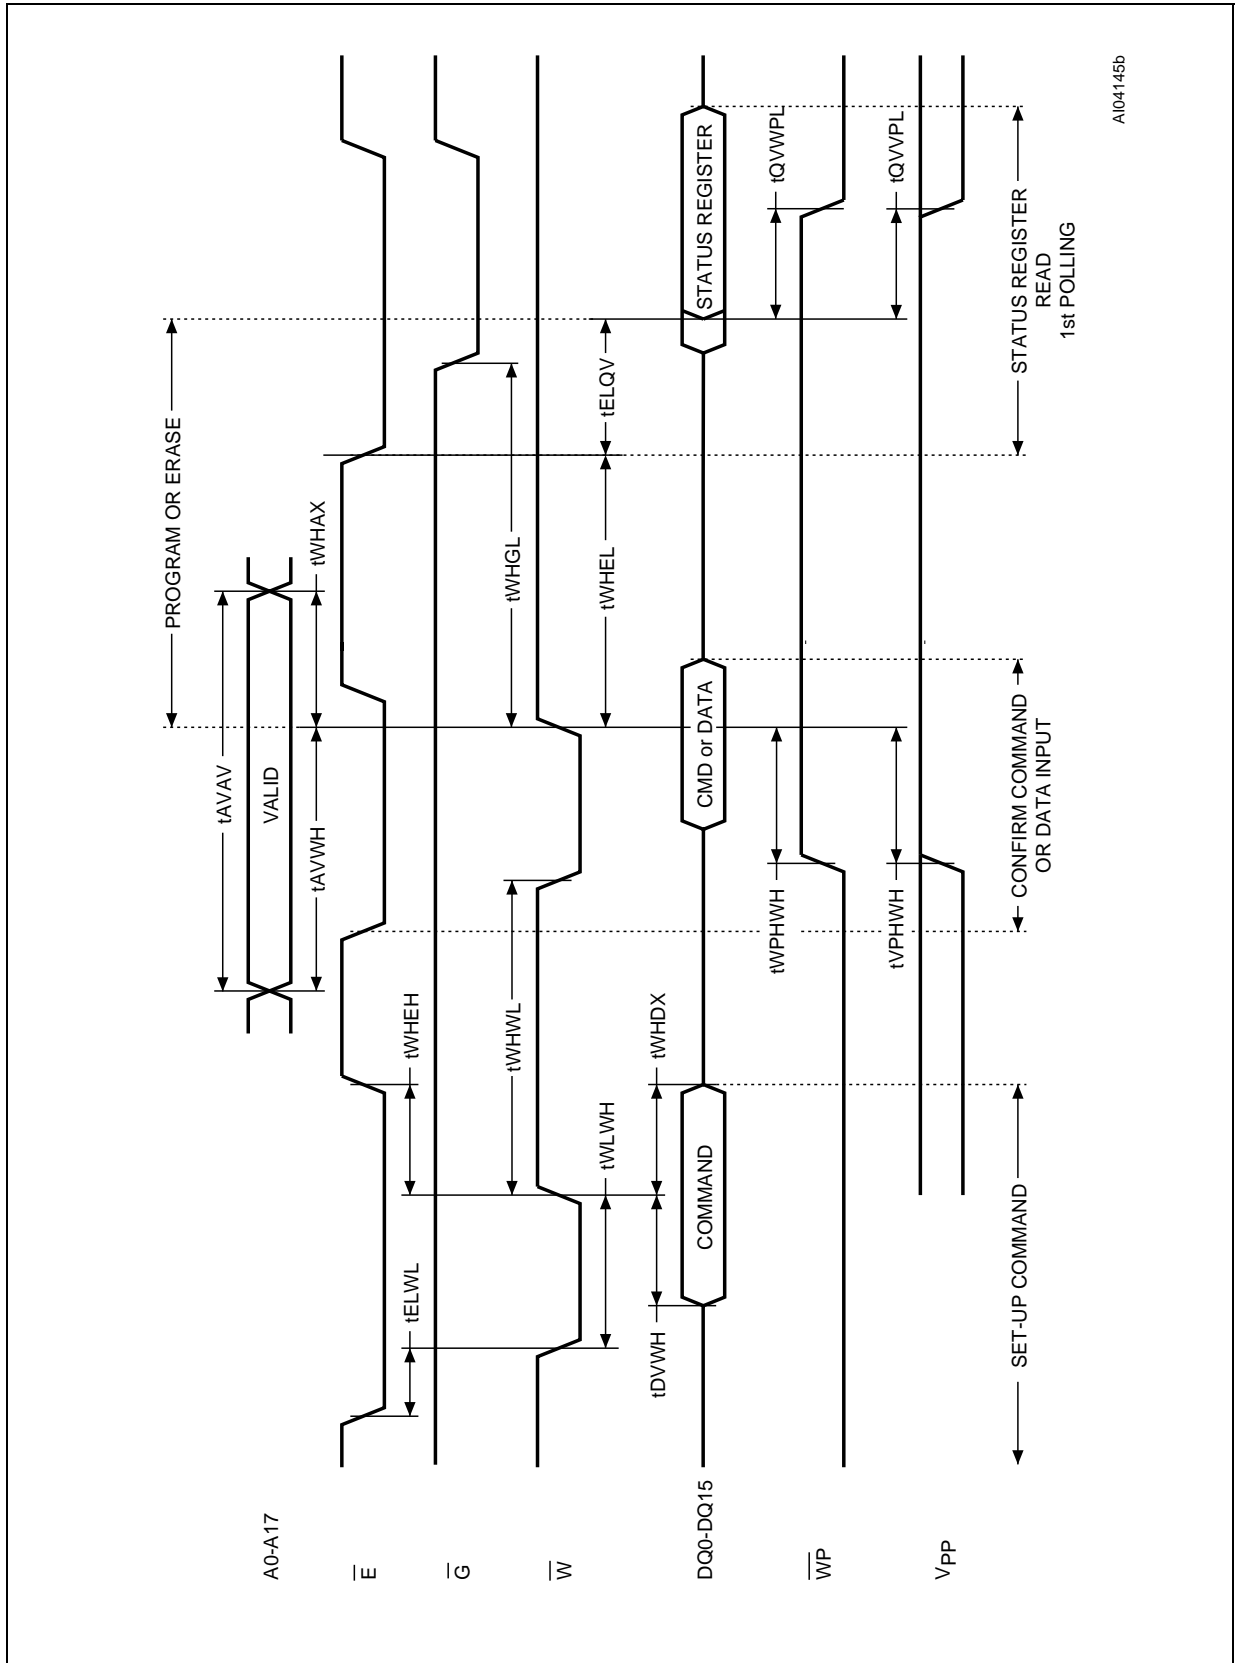 PROGRAM OR ERASE
tAVAV
A0-A17
VALID
tAVWH
tWHAX
E
tELWL
tWHEH
G
tWHWL
tWHGL
W
tWLWH
tWHEL
tELQV
tDVWH
tWHDX
DQ0-DQ15
COMMAND
CMD or DATA
STATUS REGISTER
tWPHWH
tQVWPL
WP
tVPHWH
tQVVPL
VPP
SET-UP COMMAND
CONFIRM COMMAND
OR DATA INPUT
STATUS REGISTER
READ
1st POLLING
AI04145b